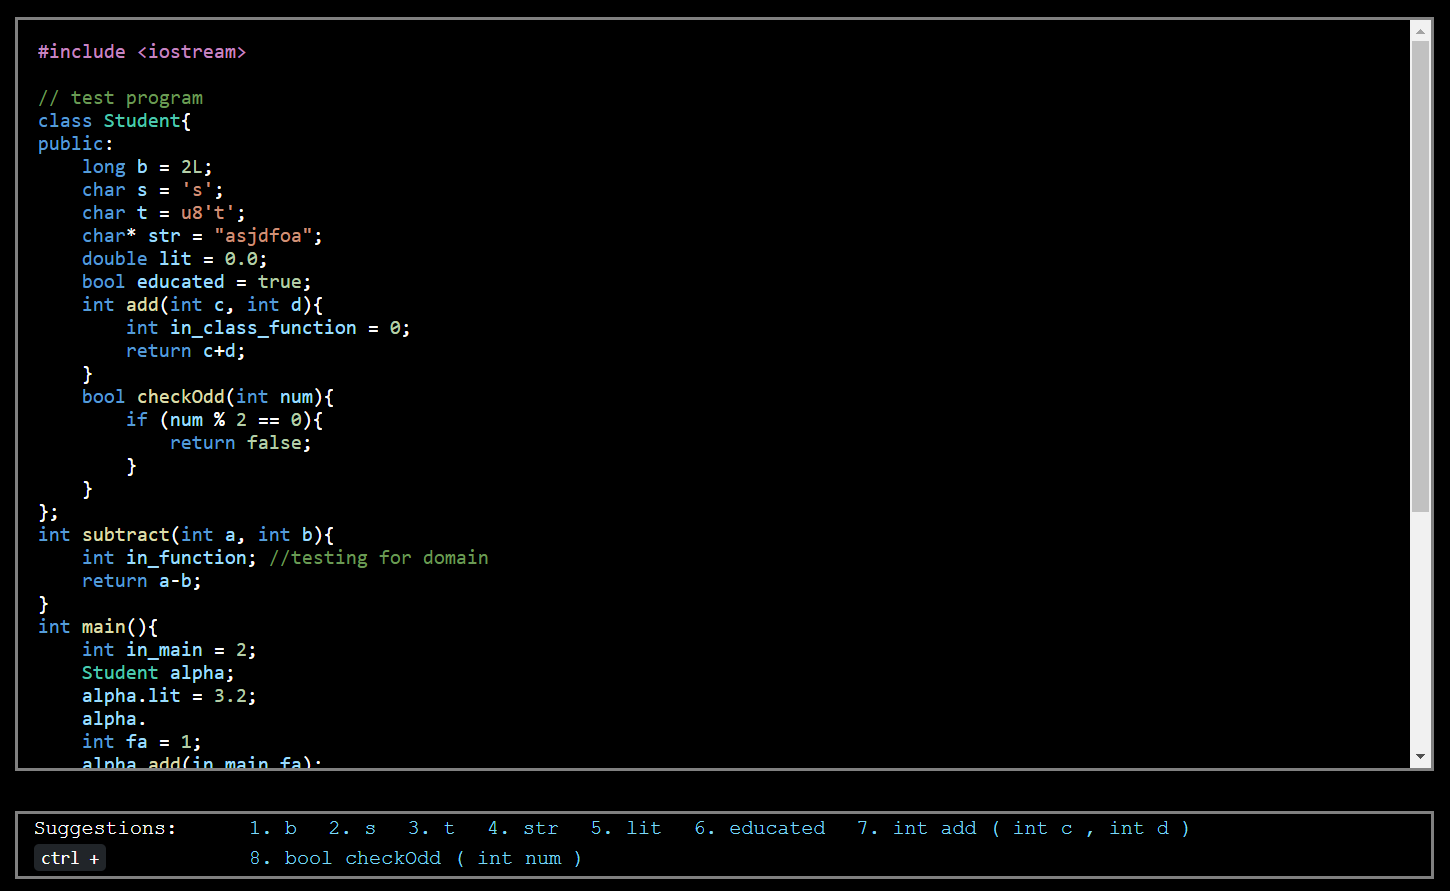 #include <iostream>
// test program
class Student{
public:
    long b = 2L;
    char s = 's';
    char t = u8't';
    char* str = "asjdfoa";
    double lit = 0.0;
    bool educated = true;
    int add(int c, int d){
        int in_class_function = 0;
        return c+d;
    }
    bool checkOdd(int num){
        if (num % 2 == 0){
            return false;
        }
    }
};
int subtract(int a, int b){
    int in_function; //testing for domain
    return a-b;
}
int main(){
    int in_main = 2;
    Student alpha;
    alpha.lit = 3.2;
    alpha.
    int fa = 1;
    alpha.add(in_main,fa);
Suggestions: 1. b 2. s 3. t 4. str 5. lit 6. educated 7. int add ( int c , int d )
ctrl + 8. bool checkOdd ( int num )